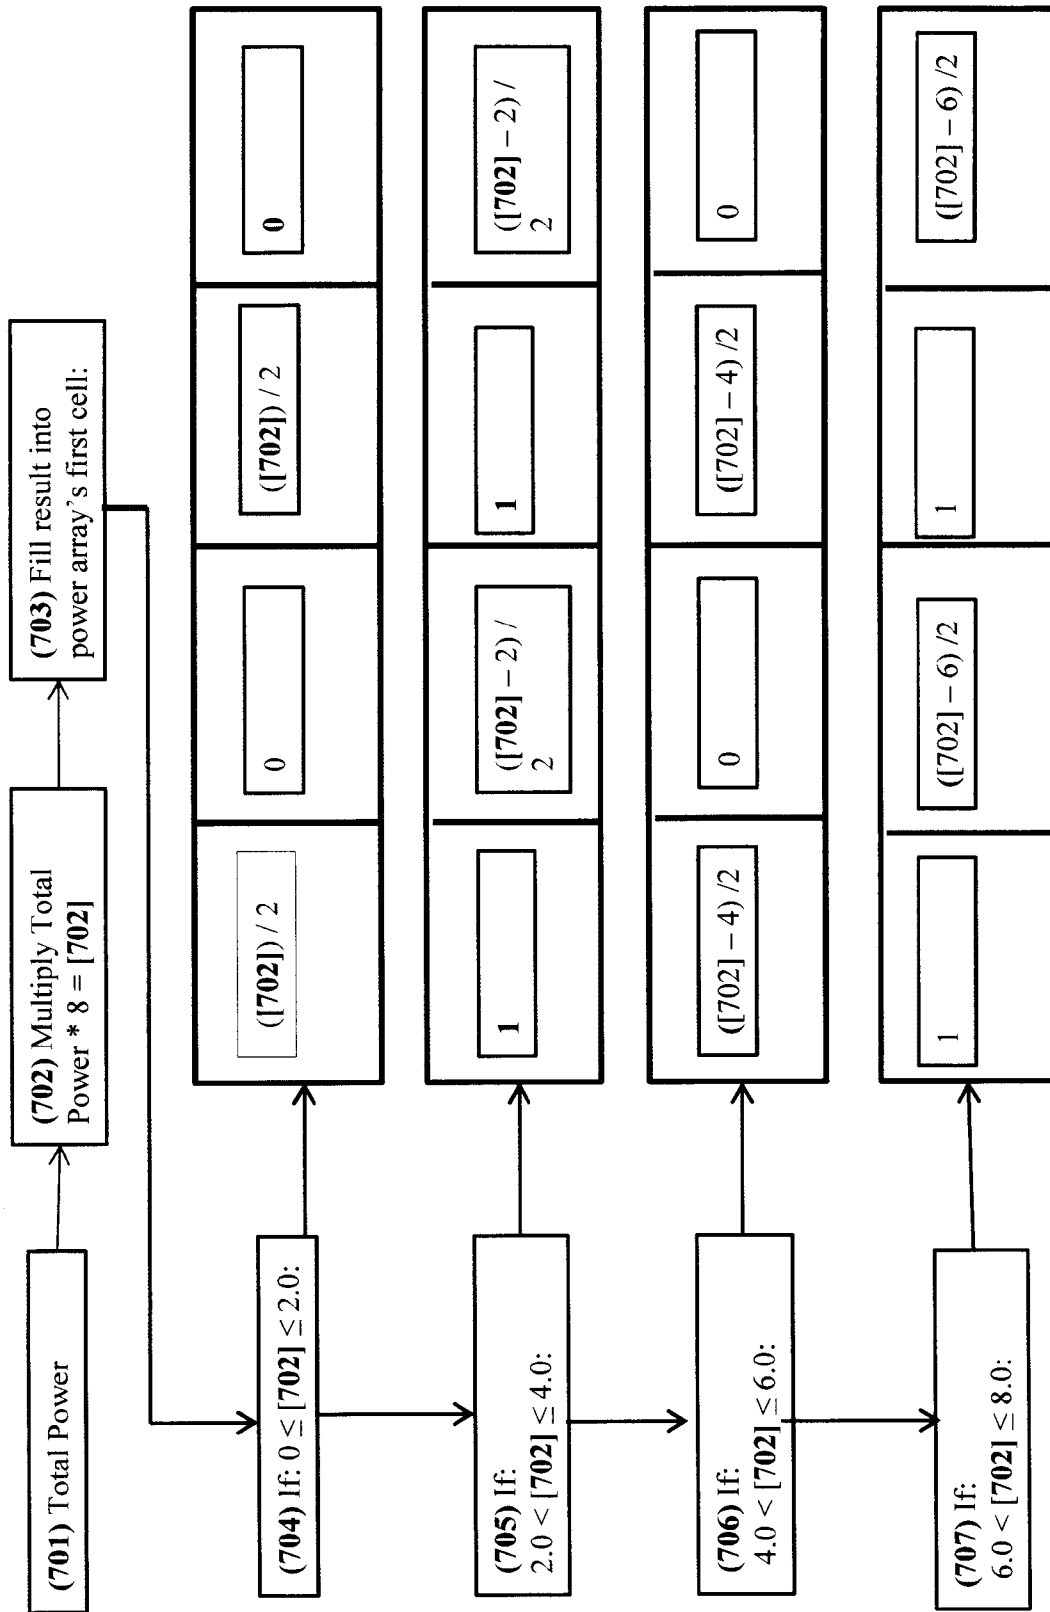 (701) Total Power
(702) Multiply Total
Power * 8 = [702]
(703) Fill result into
power array's first cell:
(704) If: 0 ≤ [702] ≤ 2.0:
([702]) / 2
0
([702]) / 2
0
(705) If:
2.0 < [702] ≤ 4.0:
1
([702] – 2) /
2
1
([702] – 2) /
2
(706) If:
4.0 < [702] ≤ 6.0:
([702] – 4) /2
0
([702] – 4) /2
0
(707) If:
6.0 < [702] ≤ 8.0:
1
([702] – 6) /2
1
([702] – 6) /2